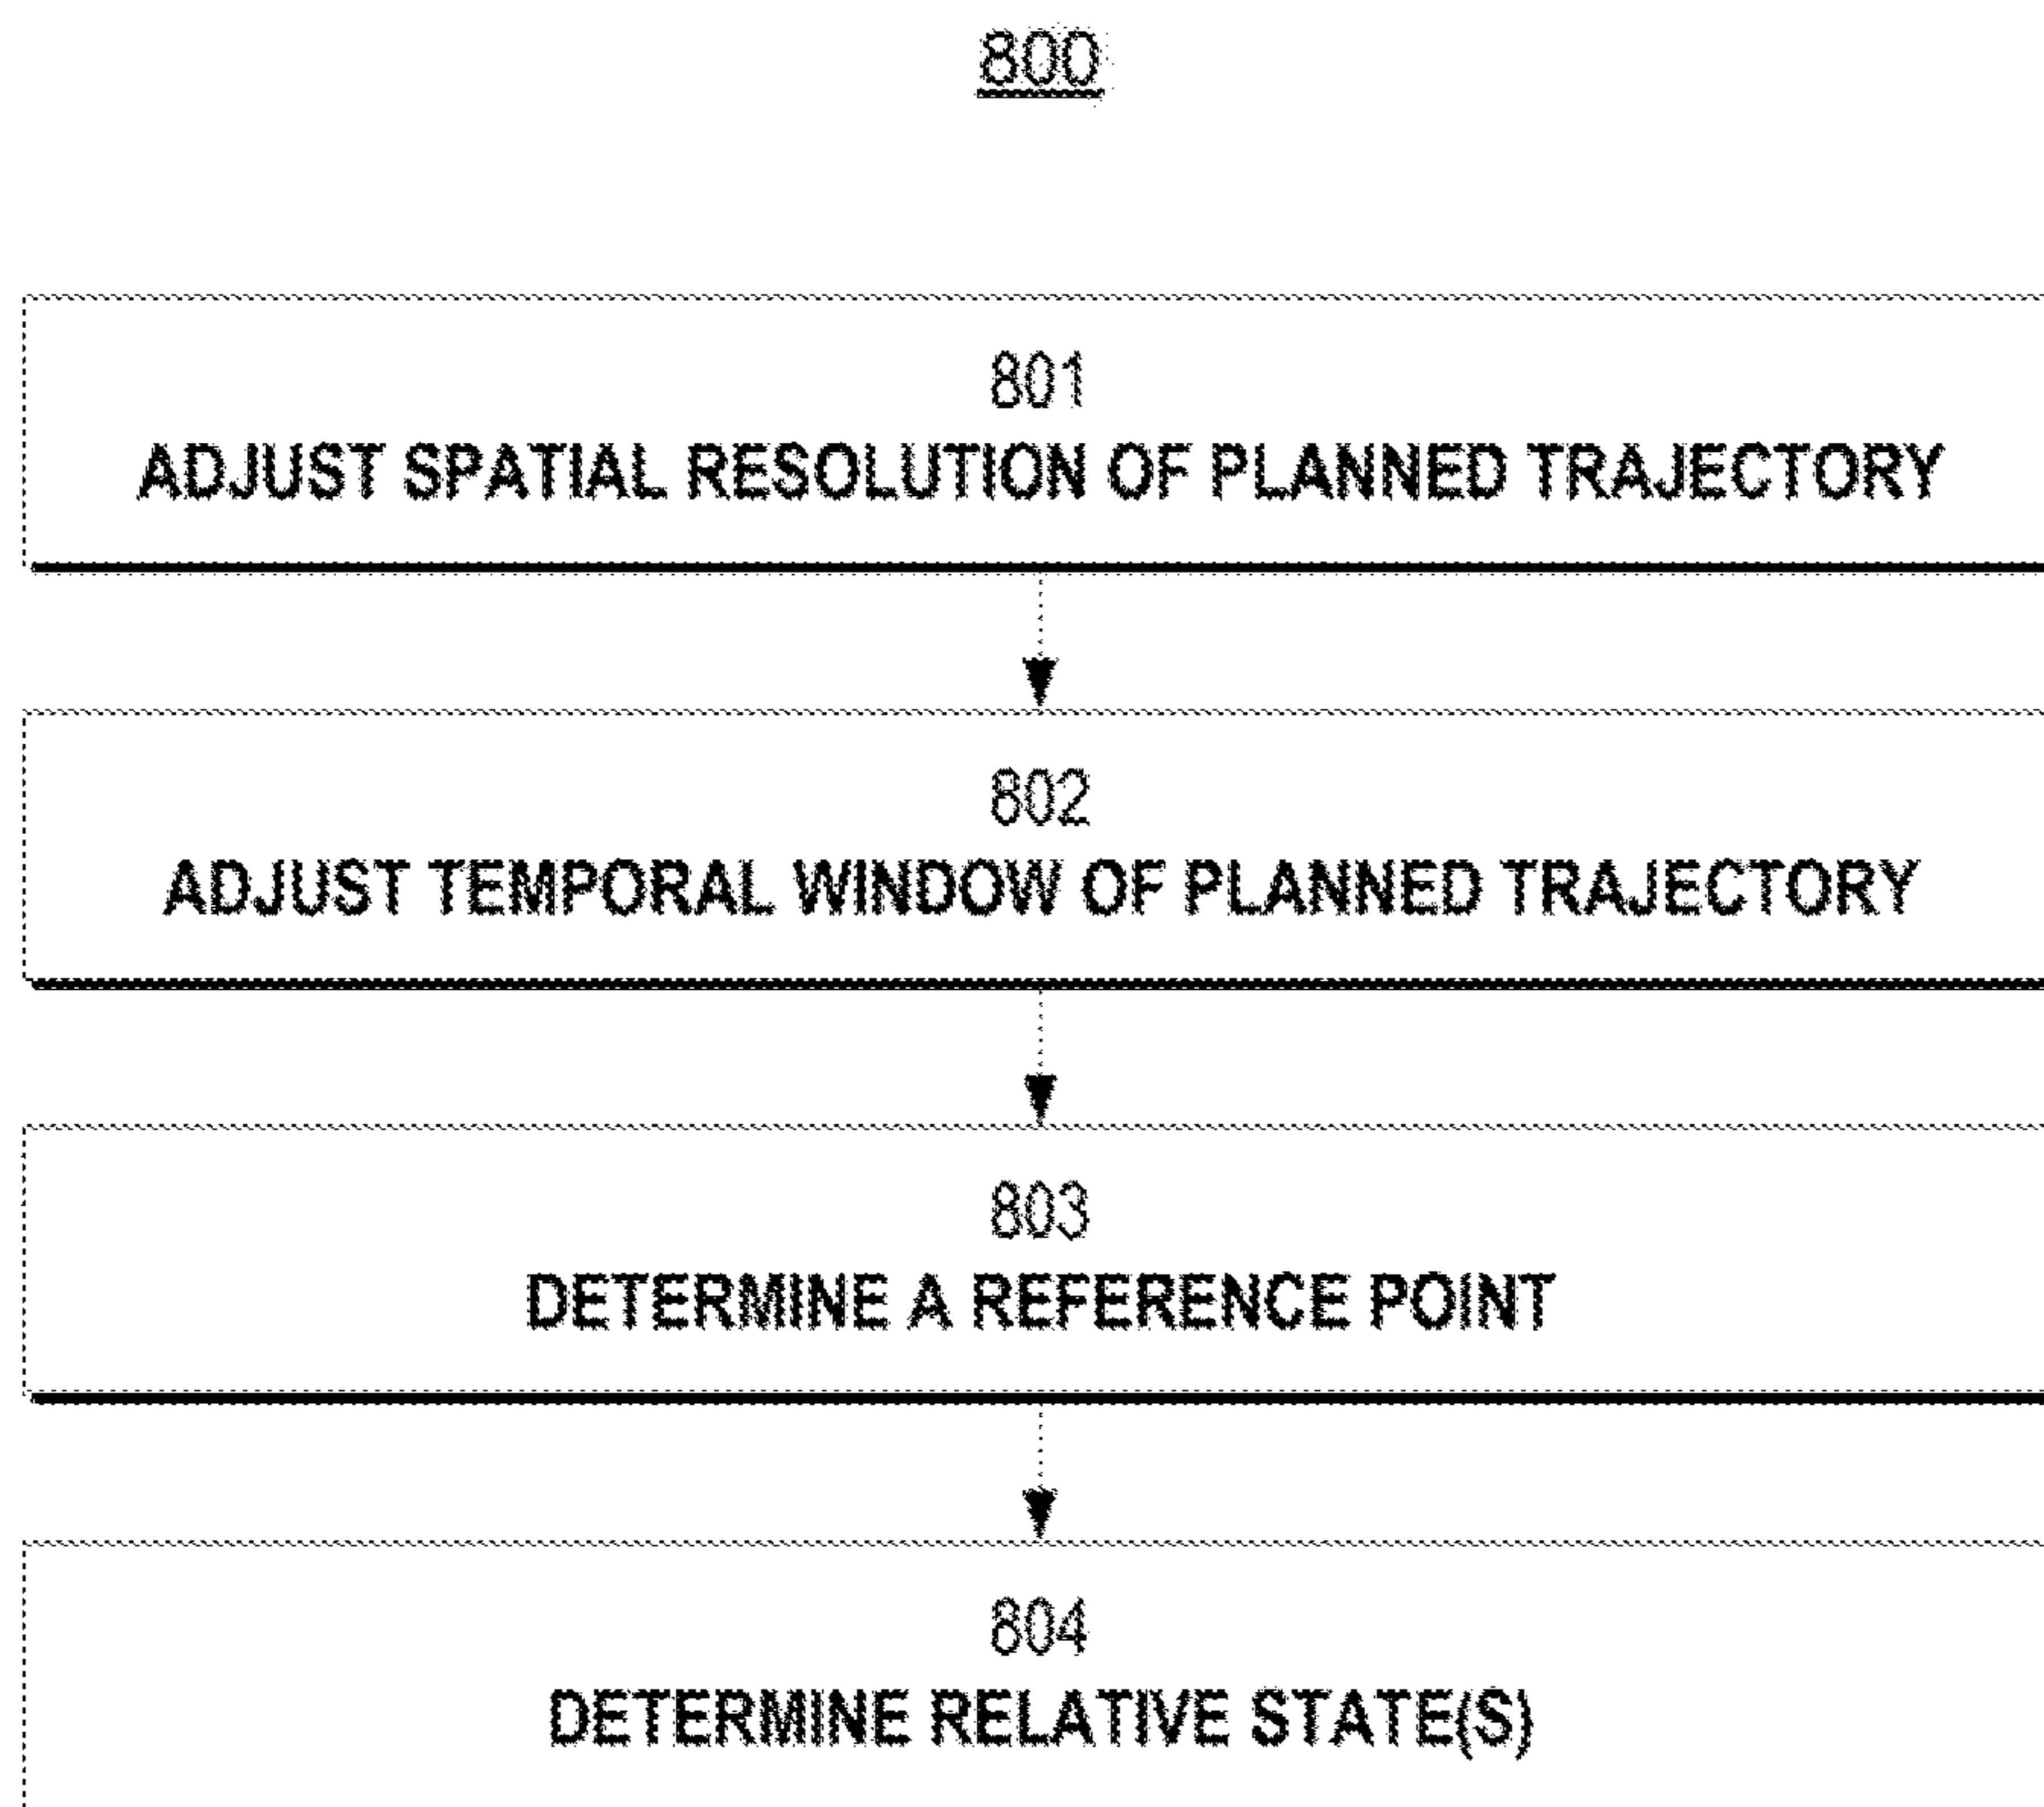 800
801
ADJUST SPATIAL RESOLUTION OF PLANNED TRAJECTORY
802
ADJUST TEMPORAL WINDOW OF PLANNED TRAJECTORY
803
DETERMINE A REFERENCE POINT
804
DETERMINE RELATIVE STATE(S)